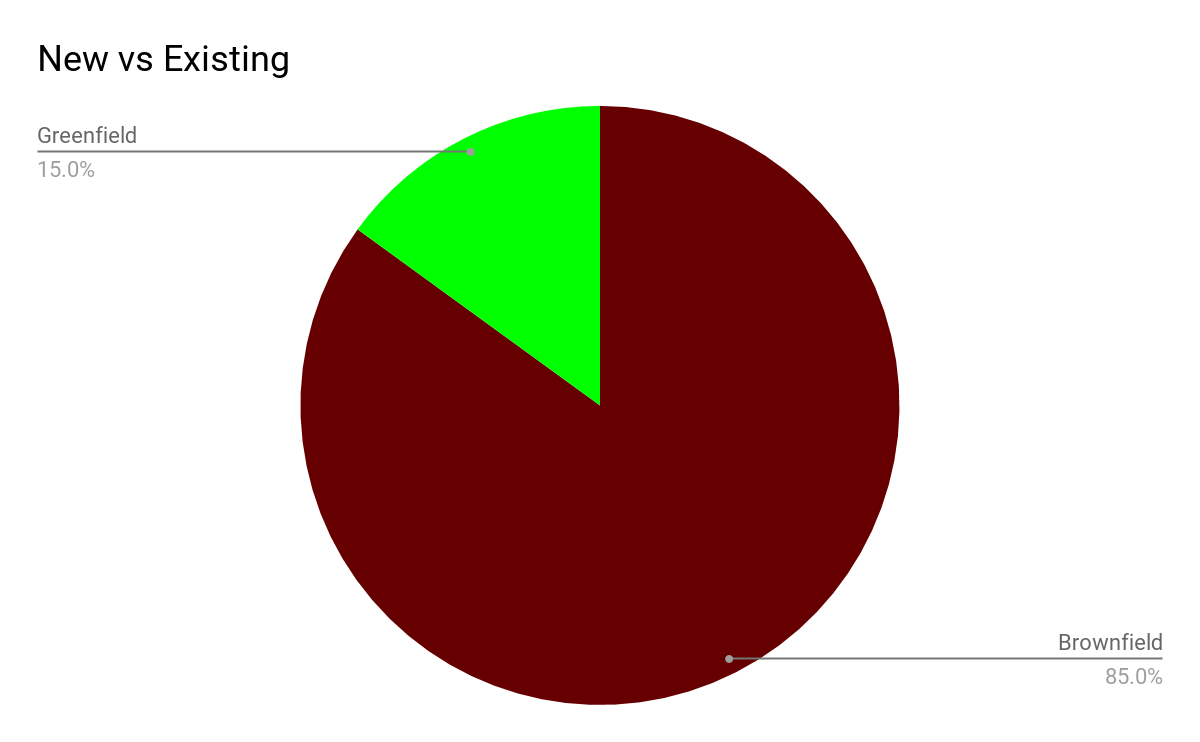 New vs Existing
Greenfield
15.0%
Brownfield
85.0%